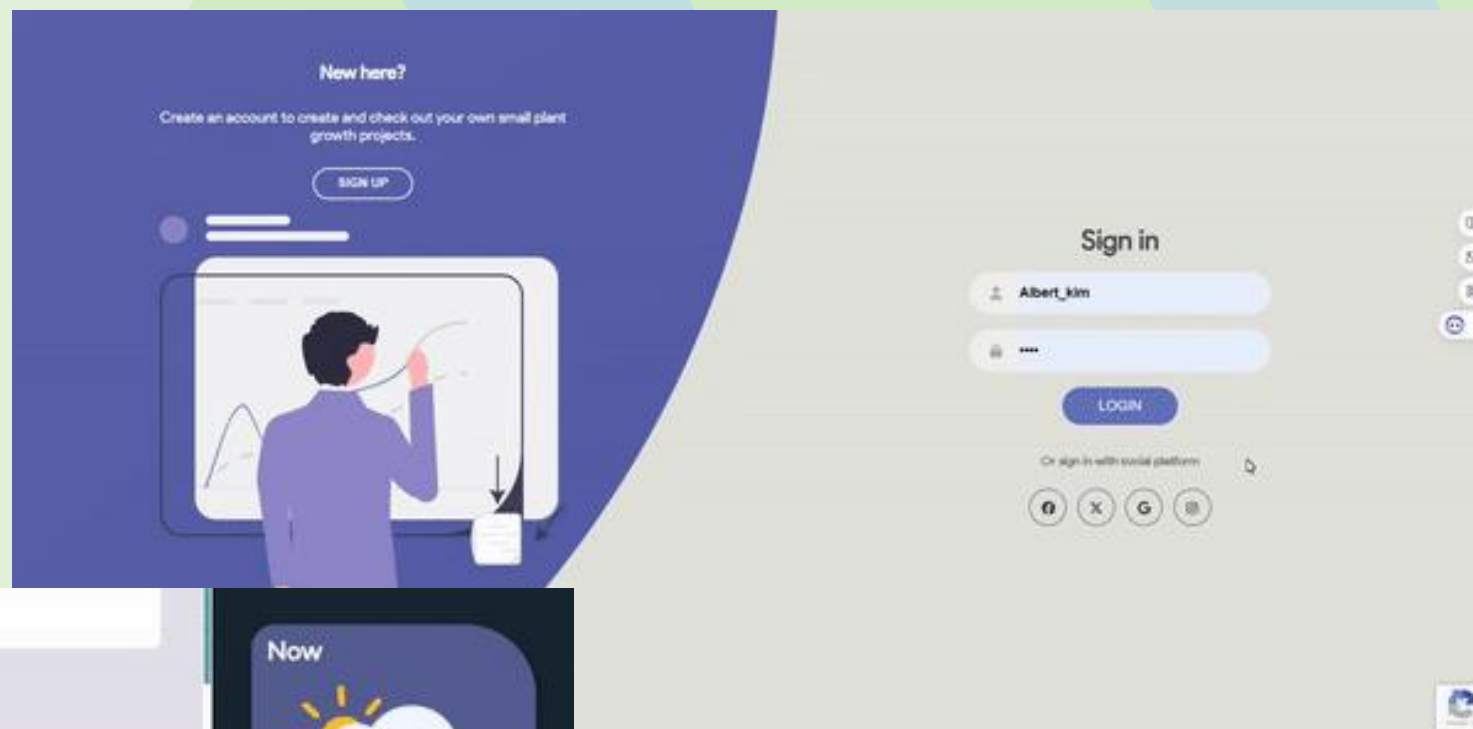 New here?
Create an account to create and check out your own small plant
growth projects.
SIGN UP
Sign in
Albert_kim
••••
LOGIN
Or sign in with social platform
Now